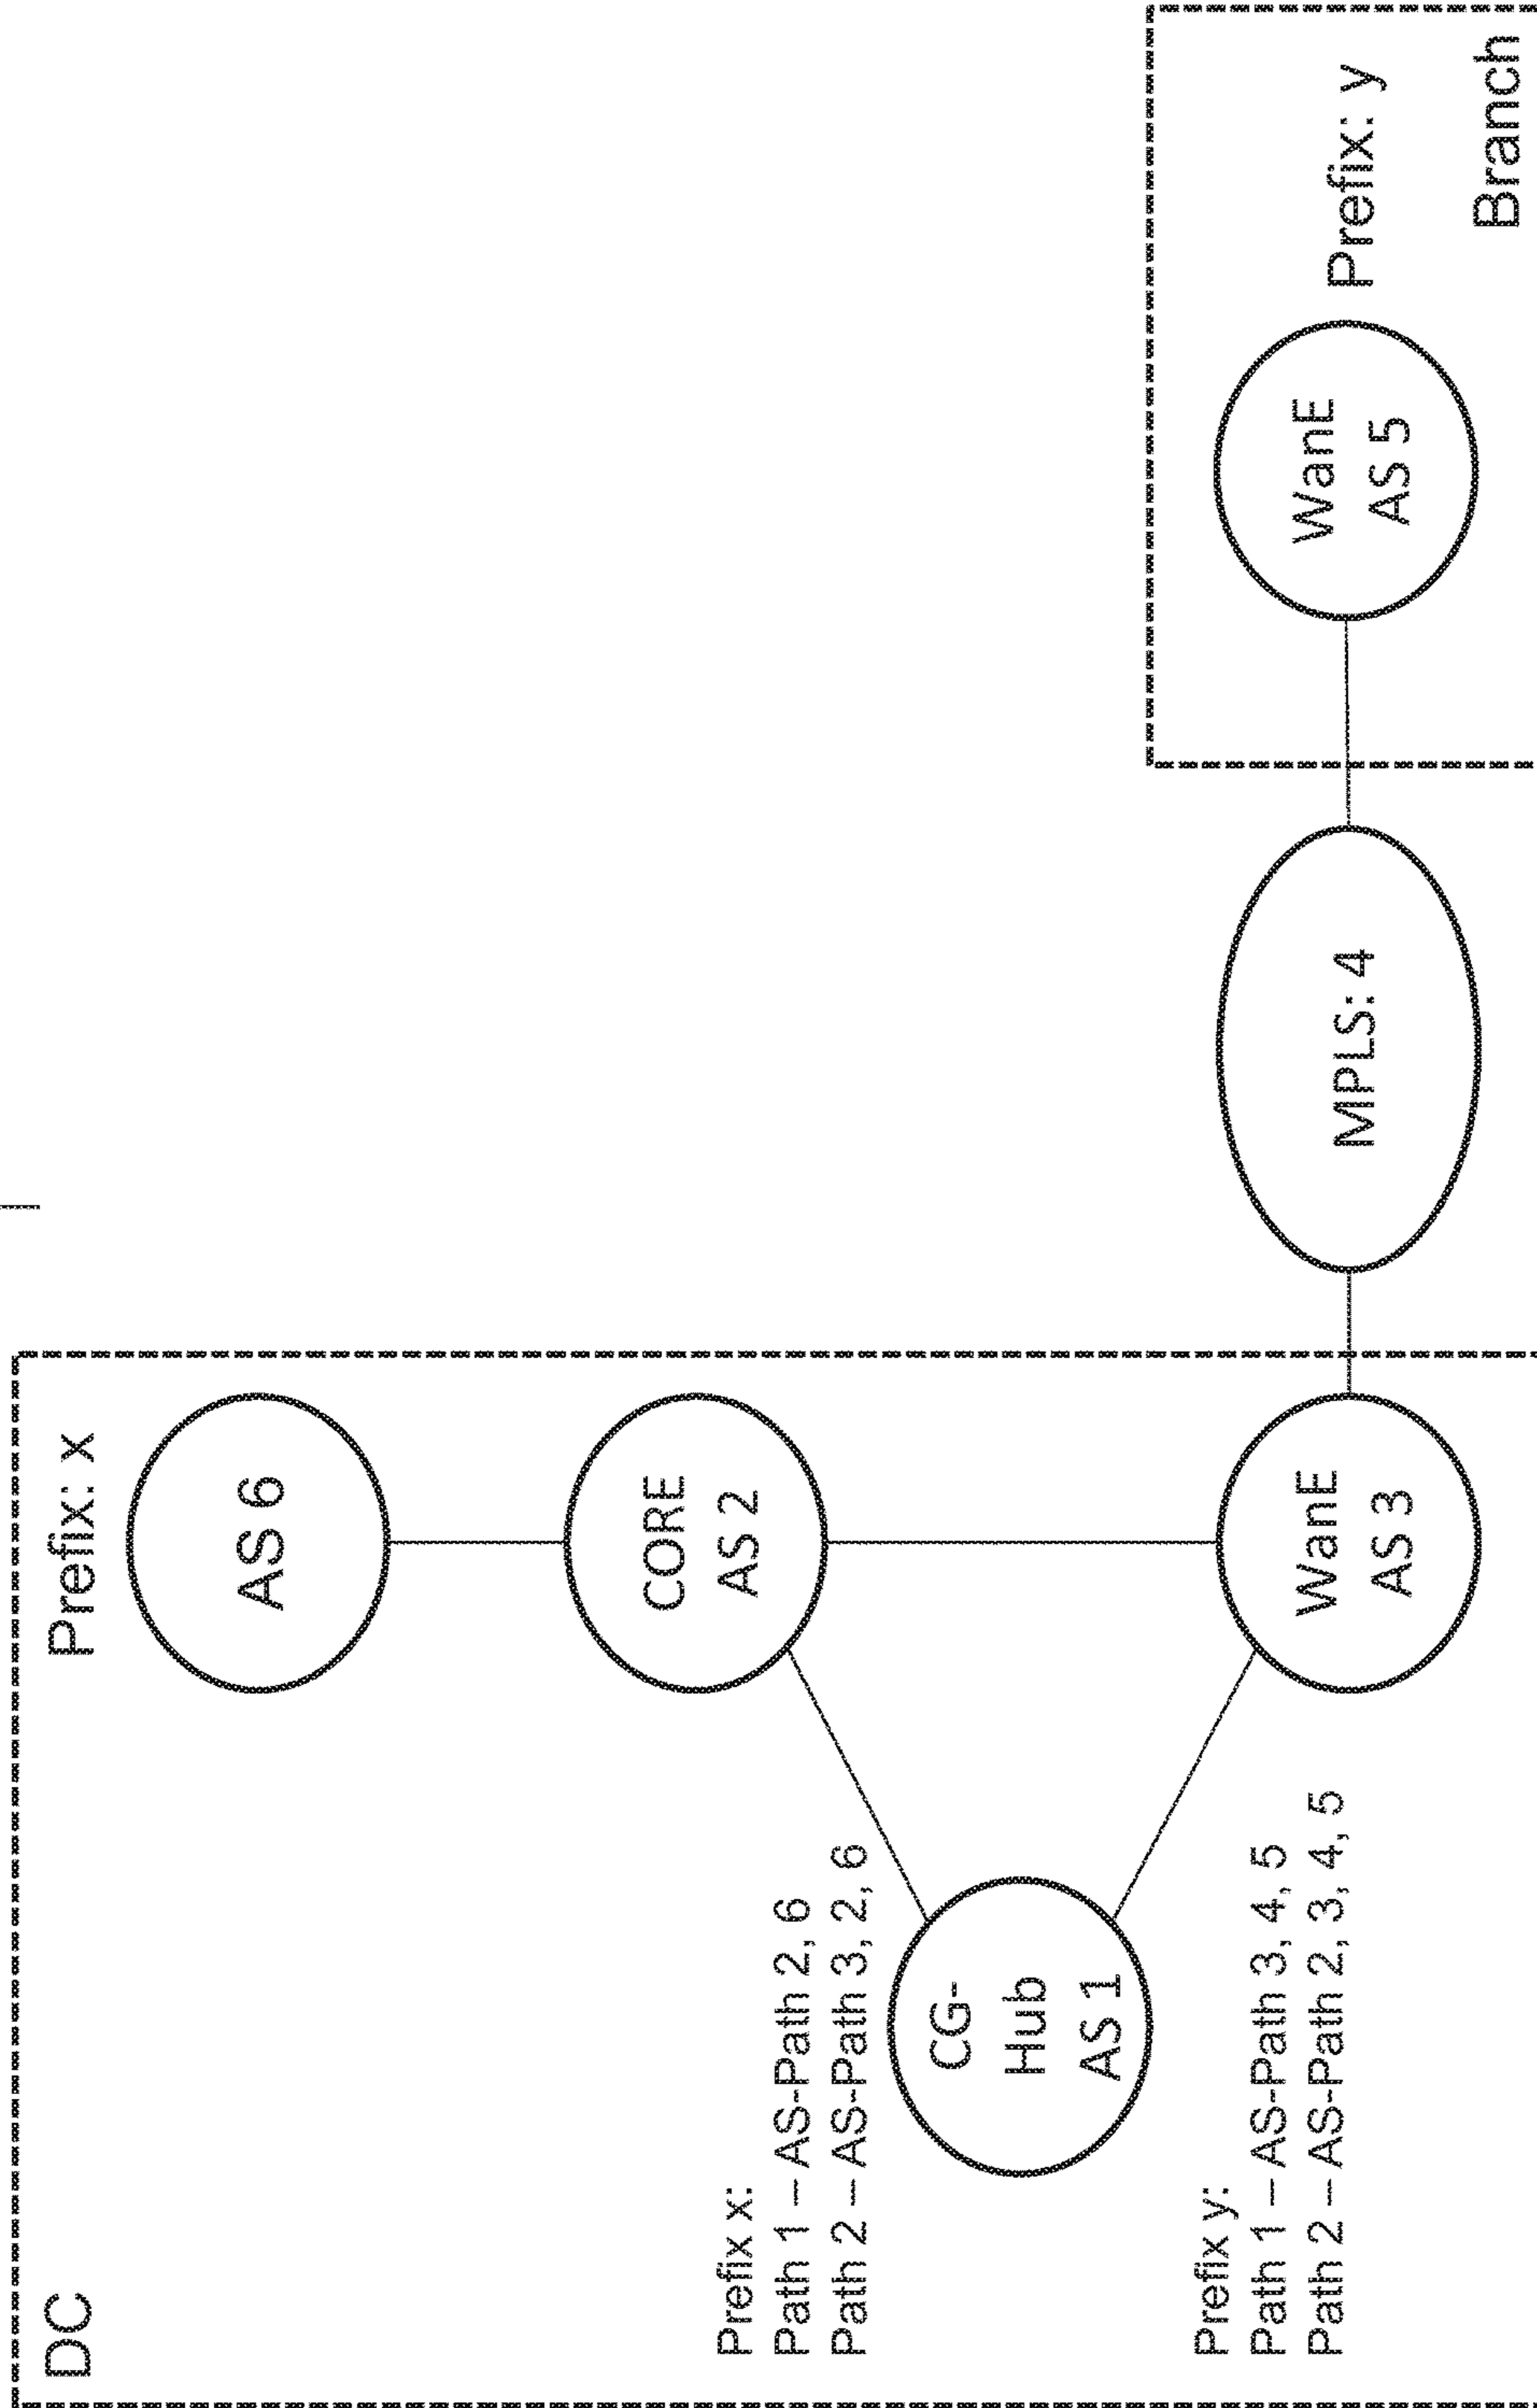 DC
Prefix: x
AS 6
CORE
AS 2
Prefix x:
Path 1 – AS-Path 2, 6
Path 2 – AS-Path 3, 2, 6
CG-
Hub
AS 1
Prefix y:
Path 1 – AS-Path 3, 4, 5
Path 2 – AS-Path 2, 3, 4, 5
WanE
AS 3
MPLS: 4
WanE
AS 5
Prefix: y
Branch